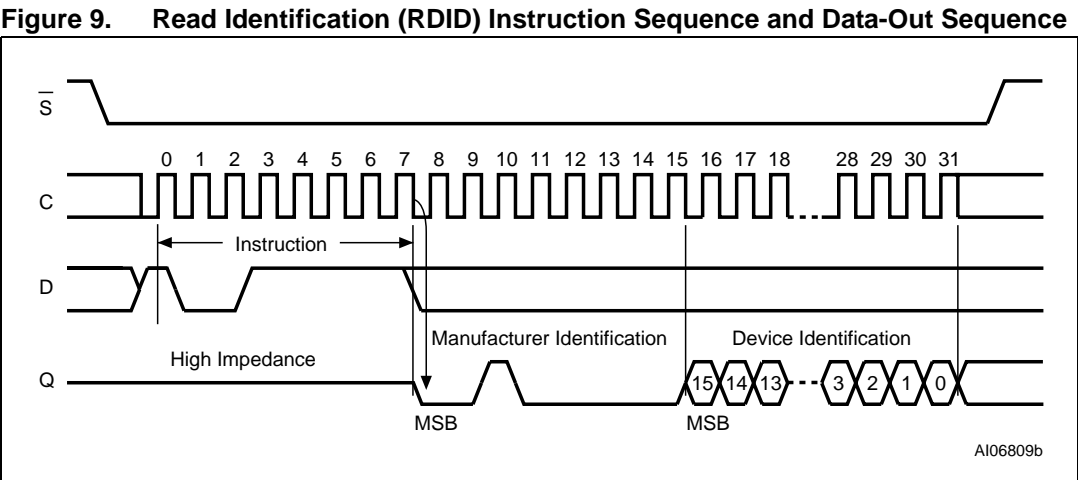 Figure 9. Read Identification (RDID) Instruction Sequence and Data-Out Sequence
S
0 1 2 3 4 5 6 7 8 9 10 11 12 13 14 15 16 17 18 28 29 30 31
C
Instruction
D
Manufacturer Identification Device Identification
High Impedance
Q 15 14 13 3 2 1 0
MSB MSB
AI06809b